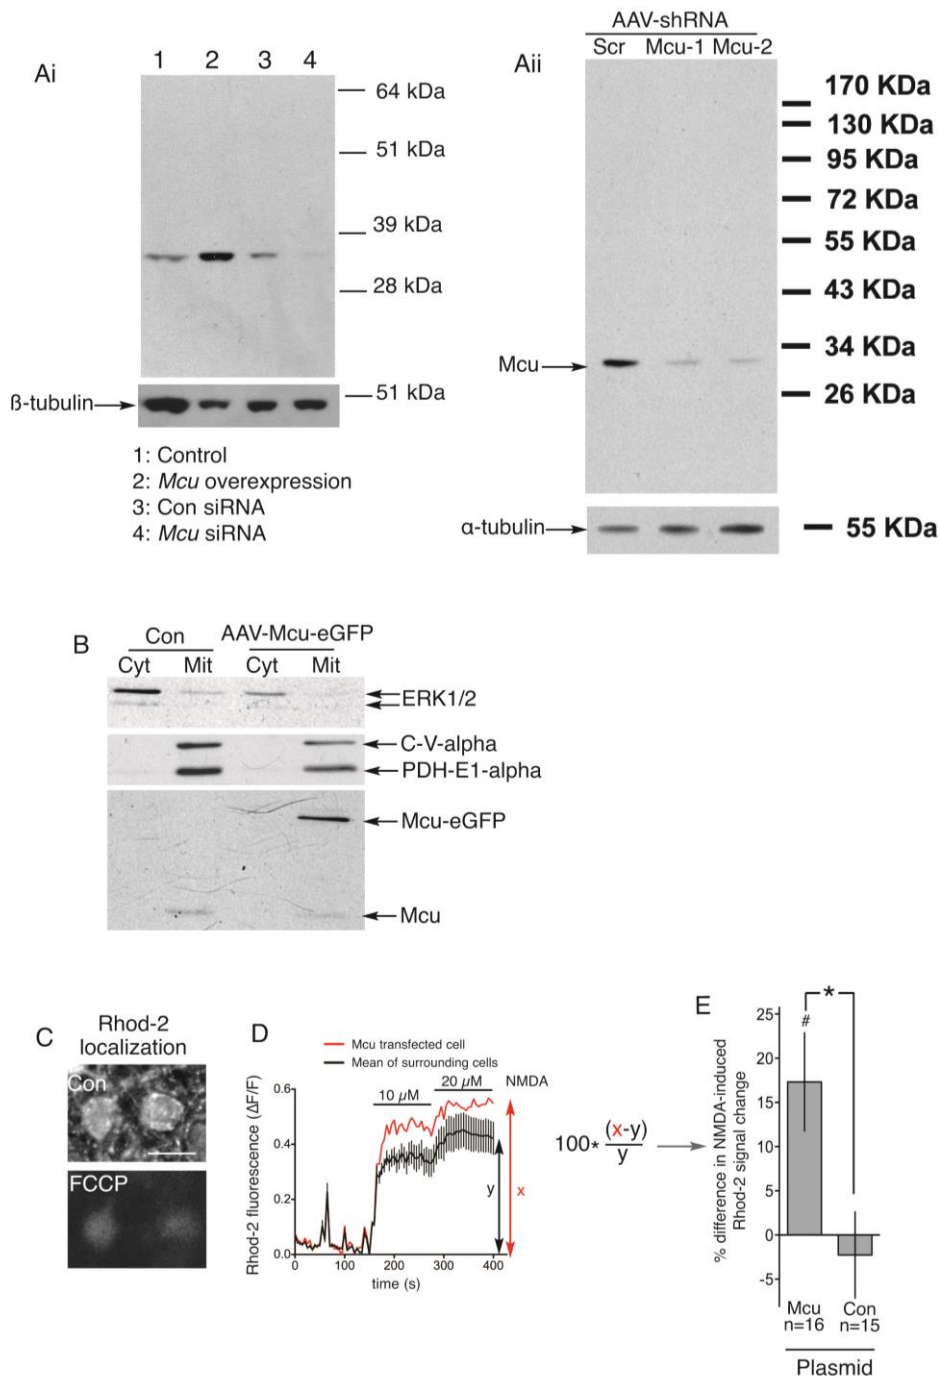 Ai
1 2 3 4
64 kDa
51 kDa
39 kDa
28 kDa
ß-tubulin
51 kDa
1: Control
2: Mcu overexpression
3: Con siRNA
4: Mcu siRNA
Aii
AAV-shRNA
Scr Mcu-1 Mcu-2
170 KDa
130 KDa
95 KDa
72 KDa
55 KDa
43 KDa
34 KDa
Mcu
26 KDa
α-tubulin
55 KDa
B
Con AAV-Mcu-eGFP
Cyt Mit Cyt Mit
ERK1/2
C-V-alpha
PDH-E1-alpha
Mcu-eGFP
Mcu
C
Rhod-2
localization
Con
FCCP
D
Mcu transfected cell
Mean of surrounding cells
10 µM 20 µM NMDA
Rhod-2 fluorescence (ΔF/F)
0.6
0.4
0.2
0.0
0 100 200 300 400
time (s)
y x
100* (x-y)
y
E
* 
#
% difference in NMDA-induced
Rhod-2 signal change
25
20
15
10
5
0
-5
Mcu Con
n=16 n=15
Plasmid